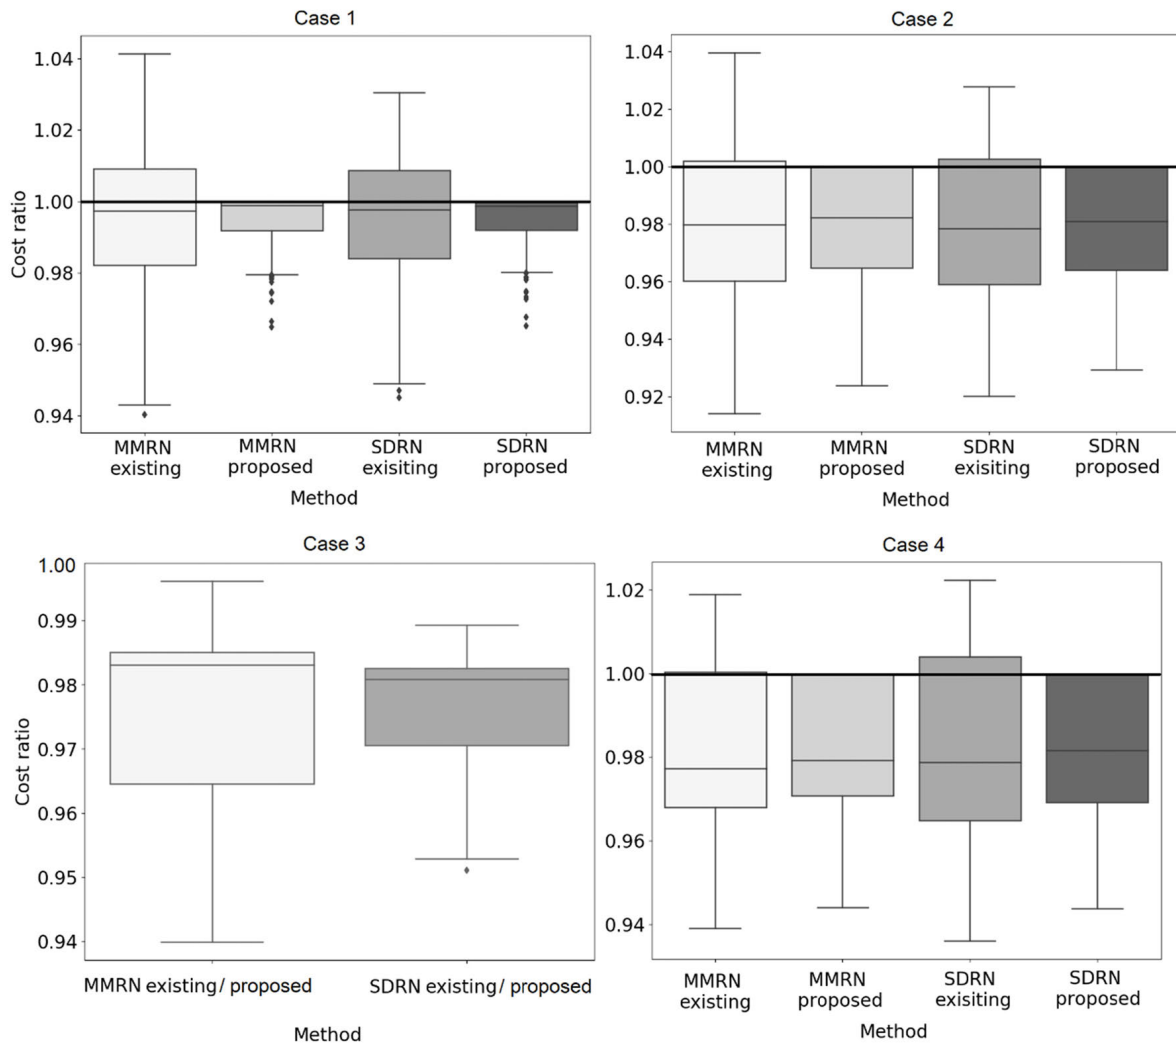 Case 1
1.04
1.02
1.00
0.98
0.96
0.94
Cost ratio
MMRN existing
MMRN proposed
SDRN exisiting
SDRN proposed
Method
Case 2
1.04
1.02
1.00
0.98
0.96
0.94
0.92
MMRN existing
MMRN proposed
SDRN exisiting
SDRN proposed
Method
Case 3
1.00
0.99
0.98
0.97
0.96
0.95
0.94
Cost ratio
MMRN existing/ proposed
SDRN existing/ proposed
Method
Case 4
1.02
1.00
0.98
0.96
0.94
MMRN existing
MMRN proposed
SDRN exisiting
SDRN proposed
Method